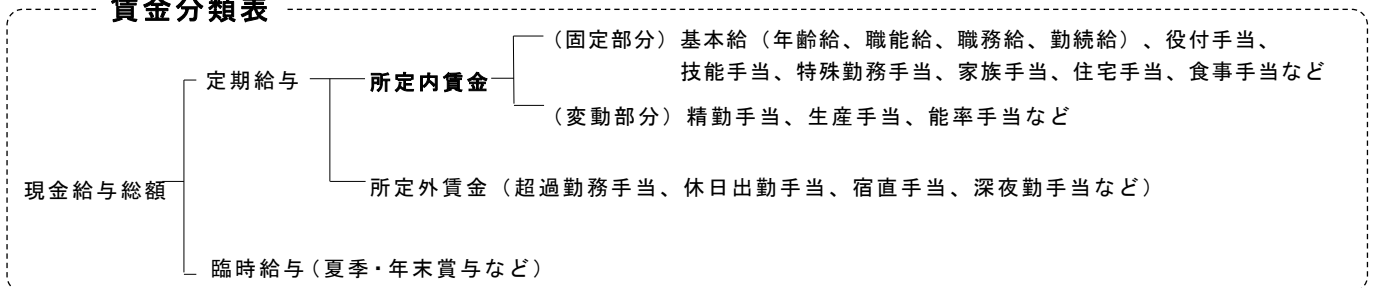 賃金分類表
（固定部分）基本給（年齢給、職能給、職務給、勤続給）、役付手当、
技能手当、特殊勤務手当、家族手当、住宅手当、食事手当など
定期給与
所定内賃金
（変動部分）精勤手当、生産手当、能率手当など
現金給与総額
所定外賃金（超過勤務手当、休日出勤手当、宿直手当、深夜勤手当など）
臨時給与（夏季・年末賞与など）